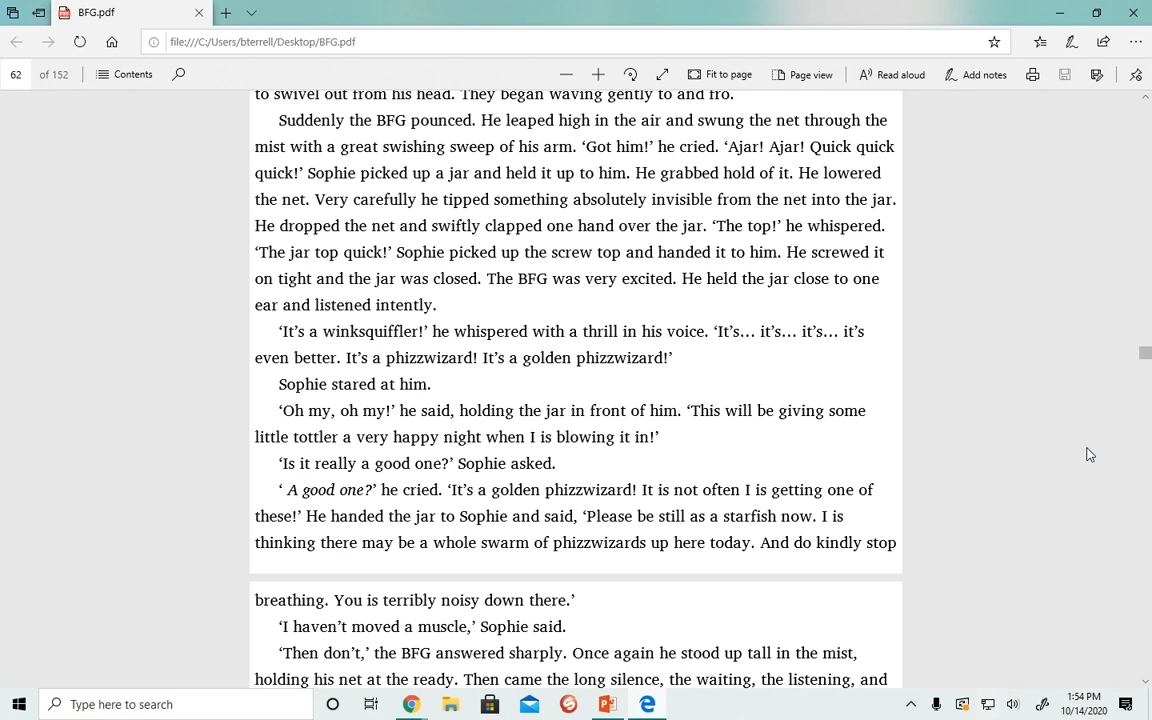 BFG.pdf
file:///C:/Users/bterrell/Desktop/BFG.pdf
62 of 152 Contents Fit to page Page view Read aloud Add notes
to swivel out from his head. They began waving gently to and fro.
Suddenly the BFG pounced. He leaped high in the air and swung the net through the
mist with a great swishing sweep of his arm. ‘Got him!’ he cried. ‘Ajar! Ajar! Quick quick
quick!’ Sophie picked up a jar and held it up to him. He grabbed hold of it. He lowered
the net. Very carefully he tipped something absolutely invisible from the net into the jar.
He dropped the net and swiftly clapped one hand over the jar. ‘The top!’ he whispered.
‘The jar top quick!’ Sophie picked up the screw top and handed it to him. He screwed it
on tight and the jar was closed. The BFG was very excited. He held the jar close to one
ear and listened intently.
‘It’s a winksquiffler!’ he whispered with a thrill in his voice. ‘It’s… it’s… it’s… it’s
even better. It’s a phizzwizard! It’s a golden phizzwizard!’
Sophie stared at him.
‘Oh my, oh my!’ he said, holding the jar in front of him. ‘This will be giving some
little tottler a very happy night when I is blowing it in!’
‘Is it really a good one?’ Sophie asked.
‘ A good one?’ he cried. ‘It’s a golden phizzwizard! It is not often I is getting one of
these!’ He handed the jar to Sophie and said, ‘Please be still as a starfish now. I is
thinking there may be a whole swarm of phizzwizards up here today. And do kindly stop
breathing. You is terribly noisy down there.’
‘I haven’t moved a muscle,’ Sophie said.
‘Then don’t,’ the BFG answered sharply. Once again he stood up tall in the mist,
holding his net at the ready. Then came the long silence, the waiting, the listening, and
Type here to search
1:54 PM
10/14/2020